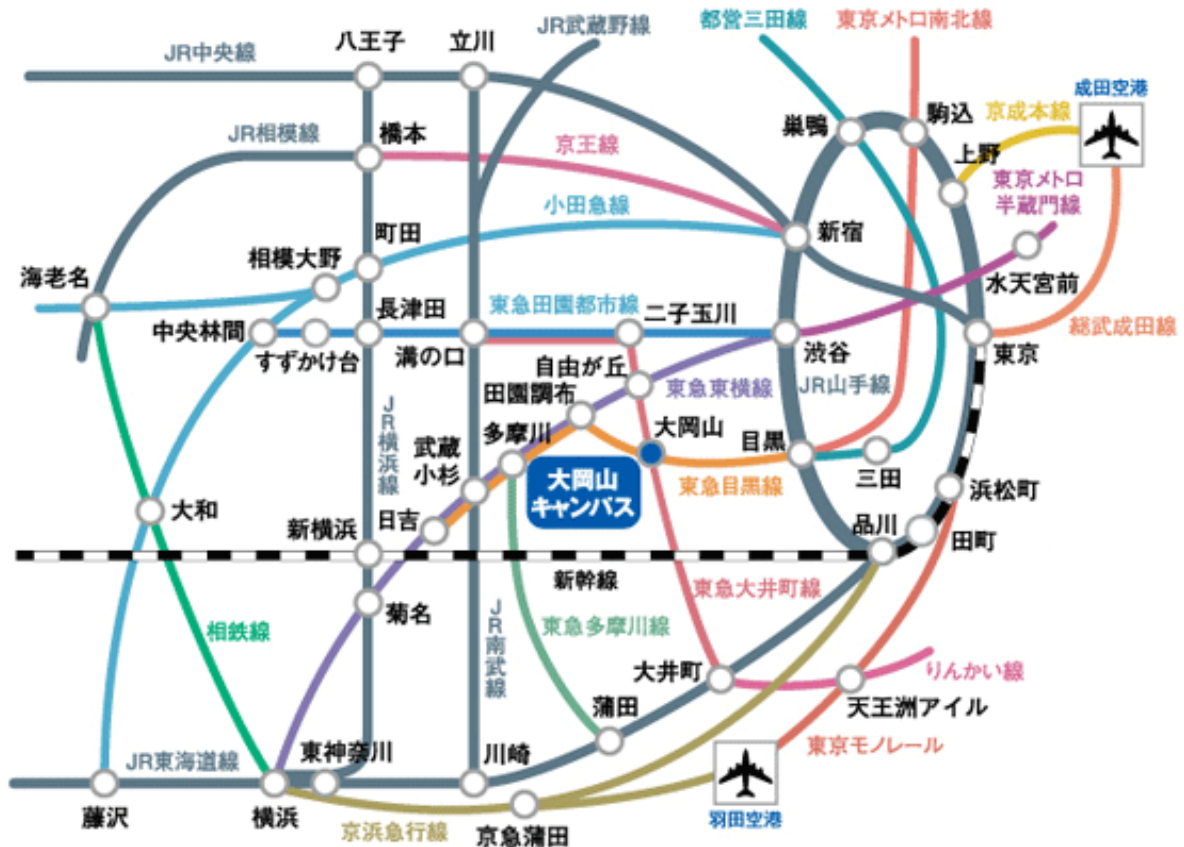 JR武蔵野線
都営三田線
東京メトロ南北線
八王子
立川
JR中央線
成田空港
京成本線
巣鴨
駒込
JR相模線
橋本
京王線
上野
東京メトロ
半蔵門線
小田急線
町田
新宿
相模大野
海老名
水天宮前
長津田
東急田園都市線
二子玉川
中央林間
すずかけ台
溝の口
渋谷
東京
総武成田線
自由が丘
東急東横線
JR山手線
田園調布
JR横浜線
武蔵
小杉
多摩川
大岡山
目黒
大岡山
キャンパス
東急目黒線
三田
浜松町
大和
新横浜
日吉
品川
田町
新幹線
菊名
相鉄線
JR南武線
東急多摩川線
東急大井町線
大井町
りんかい線
蒲田
天王洲アイル
東京モノレール
JR東海道線
東神奈川
川崎
藤沢
横浜
京浜急行線
京急蒲田
羽田空港